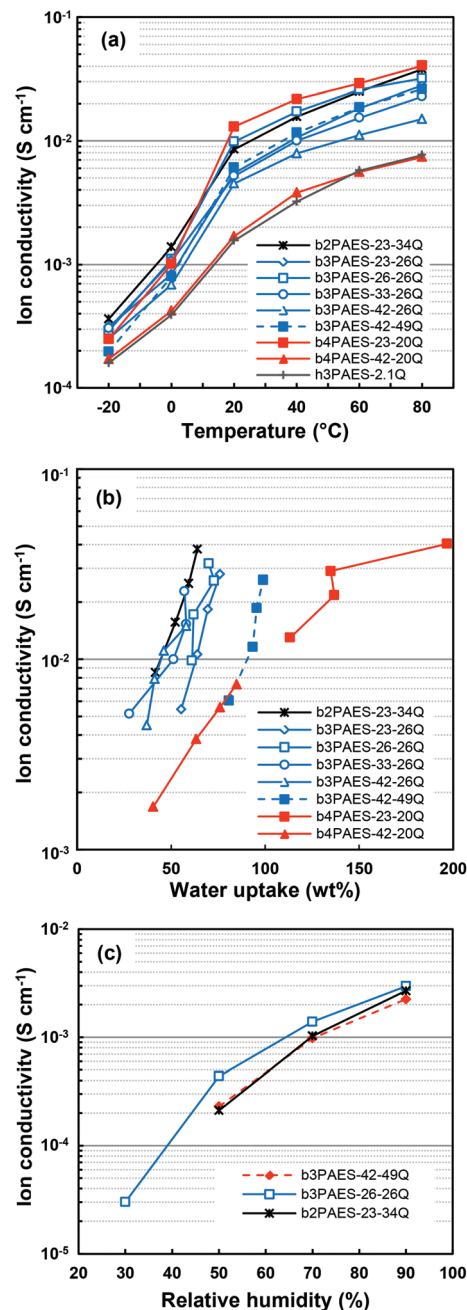 (a)
10⁻¹
10⁻²
10⁻³
10⁻⁴
Ion conductivity (S cm⁻¹)
b2PAES-23-34Q
b3PAES-23-26Q
b3PAES-26-26Q
b3PAES-33-26Q
b3PAES-42-26Q
b3PAES-42-49Q
b4PAES-23-20Q
b4PAES-42-20Q
h3PAES-2.1Q
-20 0 20 40 60 80
Temperature (°C)
(b)
10⁻¹
10⁻²
10⁻³
Ion conductivity (S cm⁻¹)
b2PAES-23-34Q
b3PAES-23-26Q
b3PAES-26-26Q
b3PAES-33-26Q
b3PAES-42-26Q
b3PAES-42-49Q
b4PAES-23-20Q
b4PAES-42-20Q
0 50 100 150 200
Water uptake (wt%)
(c)
10⁻²
10⁻³
10⁻⁴
10⁻⁵
Ion conductivity (S cm⁻¹)
b3PAES-42-49Q
b3PAES-26-26Q
b2PAES-23-34Q
20 30 40 50 60 70 80 90 100
Relative humidity (%)